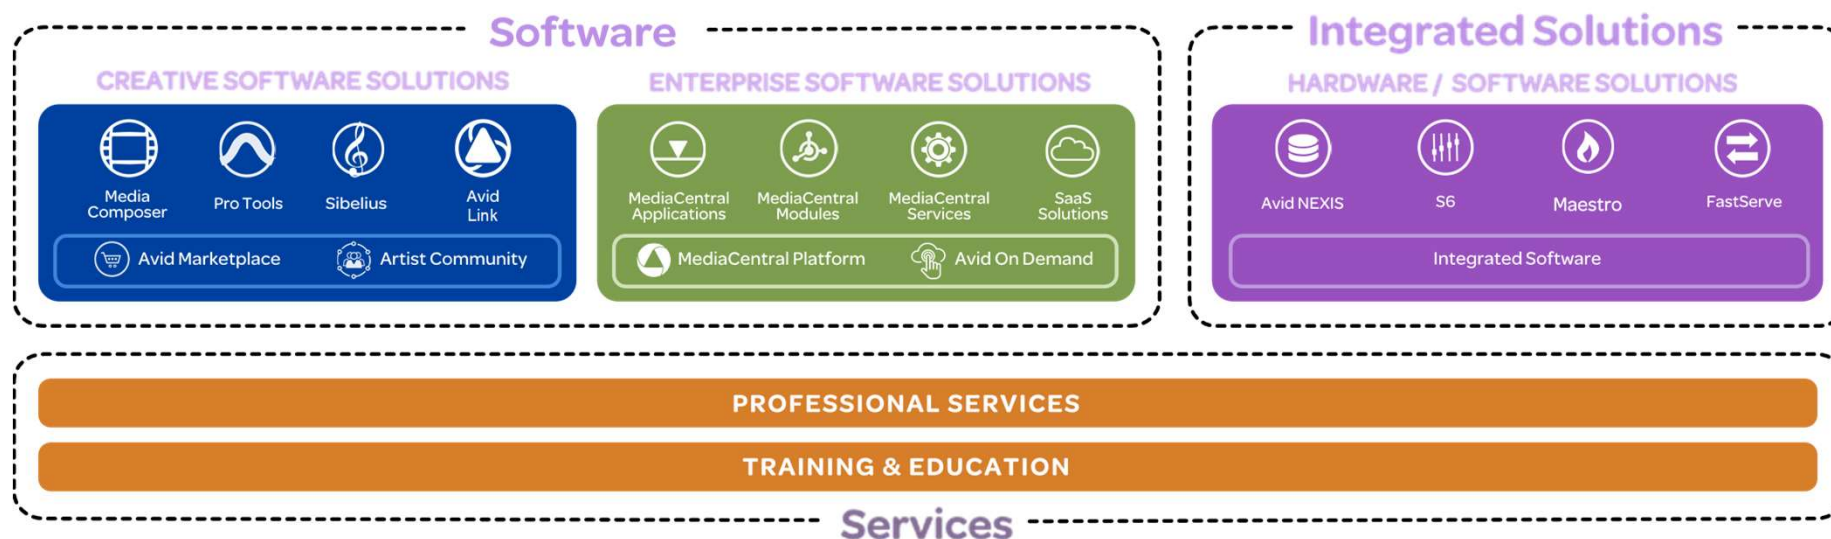 Software
Integrated Solutions
CREATIVE SOFTWARE SOLUTIONS
ENTERPRISE SOFTWARE SOLUTIONS
HARDWARE / SOFTWARE SOLUTIONS
Media
Composer
Pro Tools
Sibelius
Avid
Link
Avid Marketplace
Artist Community
MediaCentral
Applications
MediaCentral
Modules
MediaCentral
Services
SaaS
Solutions
MediaCentral Platform
Avid On Demand
Avid NEXIS
S6
Maestro
FastServe
Integrated Software
PROFESSIONAL SERVICES
TRAINING & EDUCATION
Services